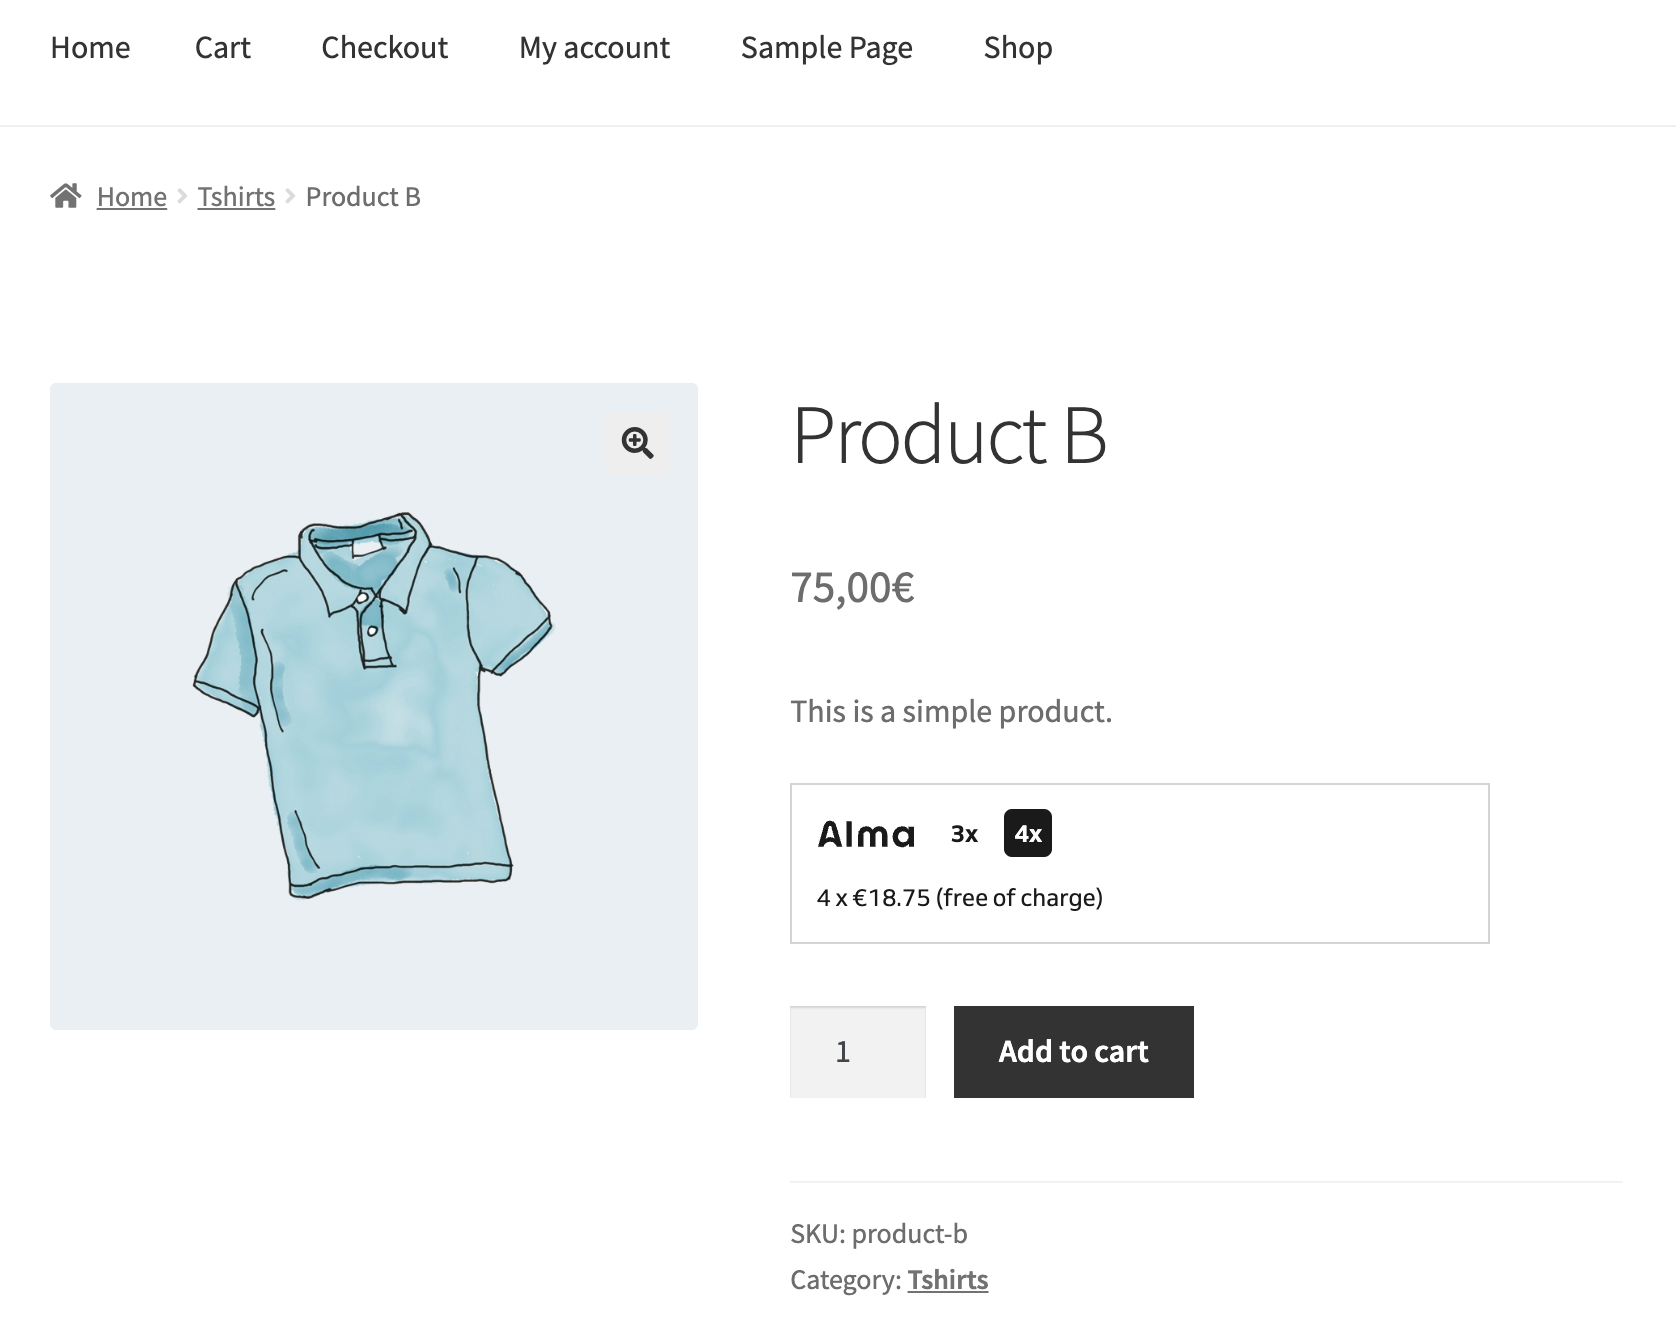 Home Cart Checkout My account Sample Page Shop
Home Tshirts Product B
Product B
75,00€
This is a simple product.
Alma 3x 4x
4 x €18.75 (free of charge)
1 Add to cart
SKU: product-b
Category: Tshirts